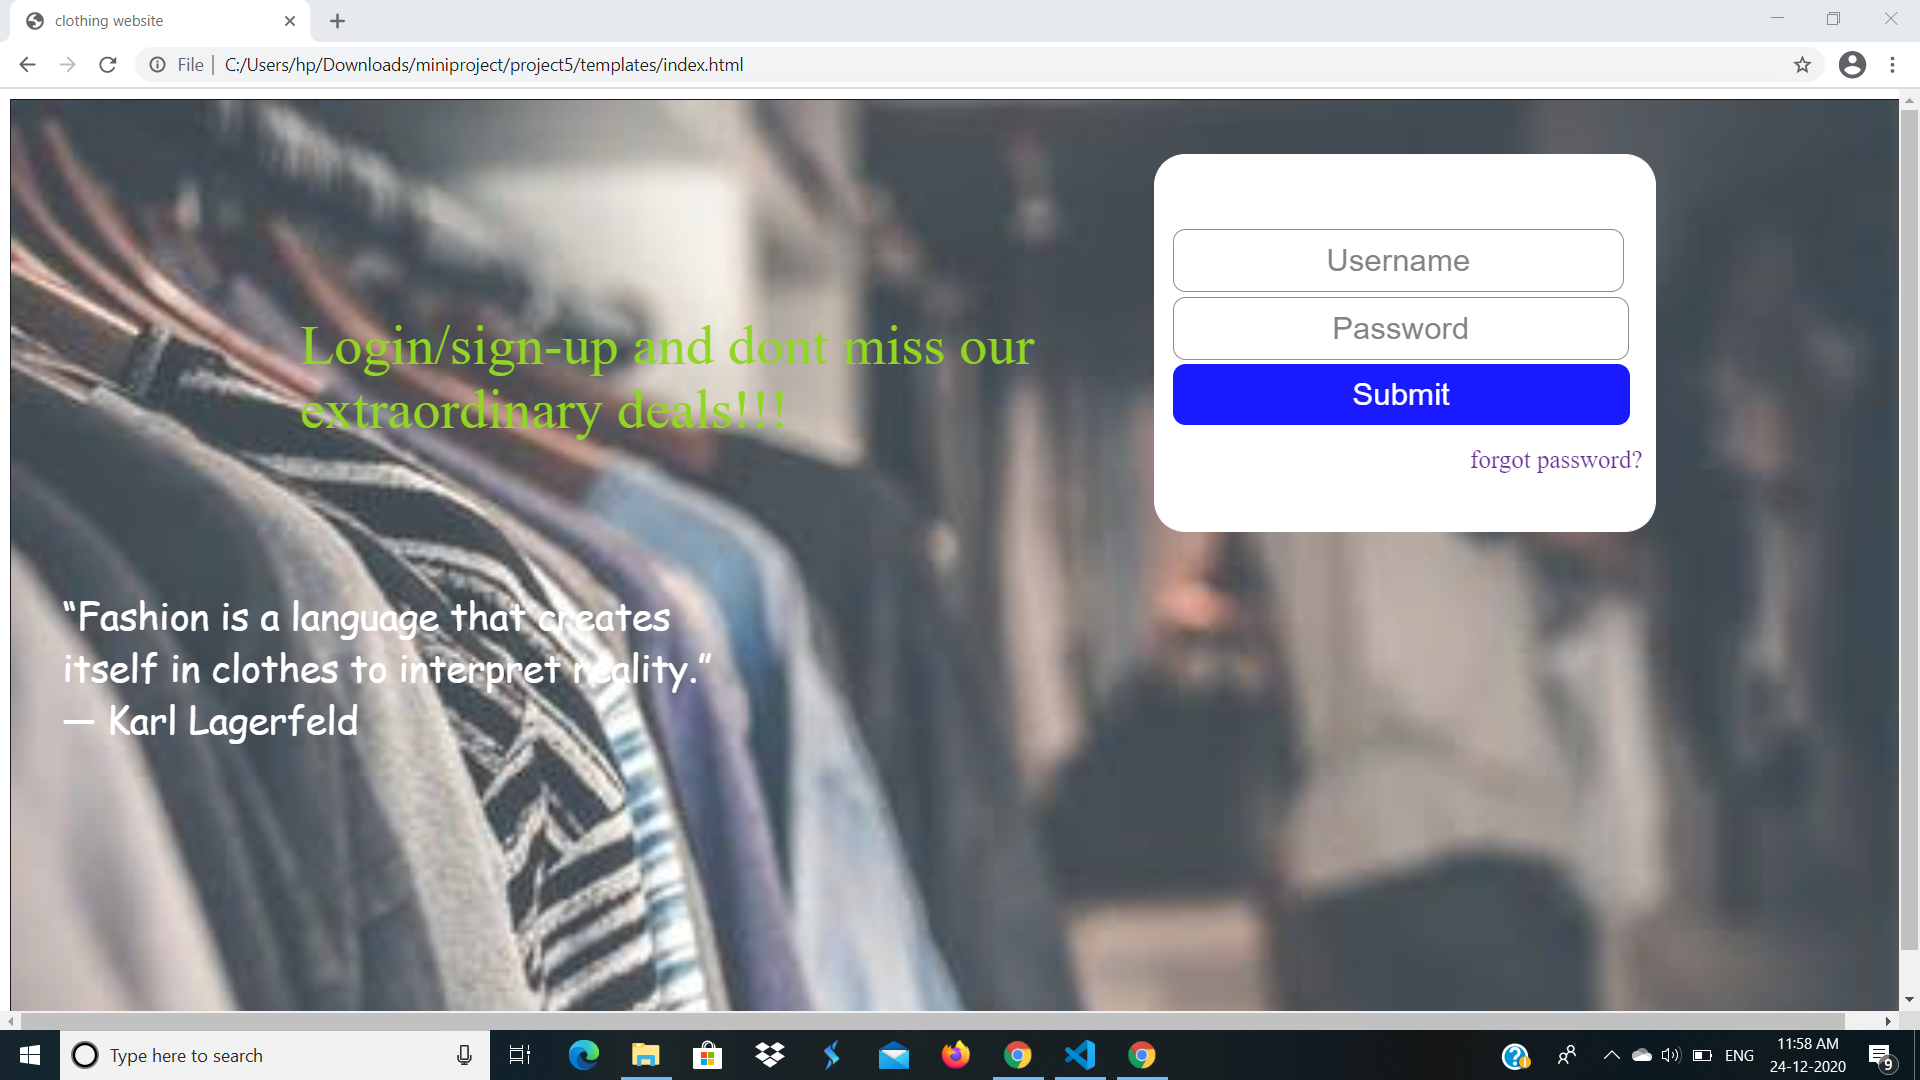 clothing website
File
C:/Users/hp/Downloads/miniproject/project5/templates/index.html
Username
Password
Submit
forgot password?
Login/sign-up and dont miss our
extraordinary deals!!!
“Fashion is a language that creates
itself in clothes to interpret reality.”
— Karl Lagerfeld
Type here to search
ENG
11:58 AM
24-12-2020
9